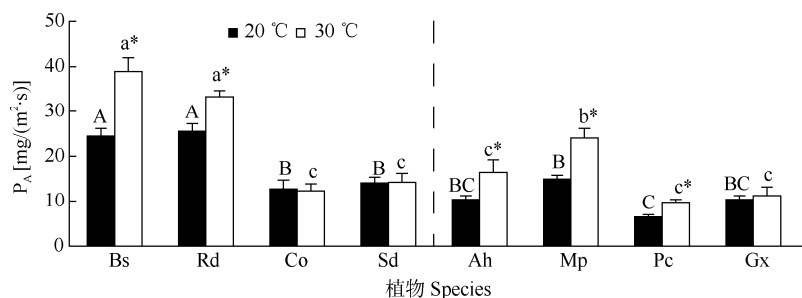 50
40
30
20
10
0
P_A [mg/(m²·s)]
■ 20 ℃ □ 30 ℃
A a* A a* B c B c BC c* B b* C c* BC c
Bs Rd Co Sd Ah Mp Pc Gx
植物 Species